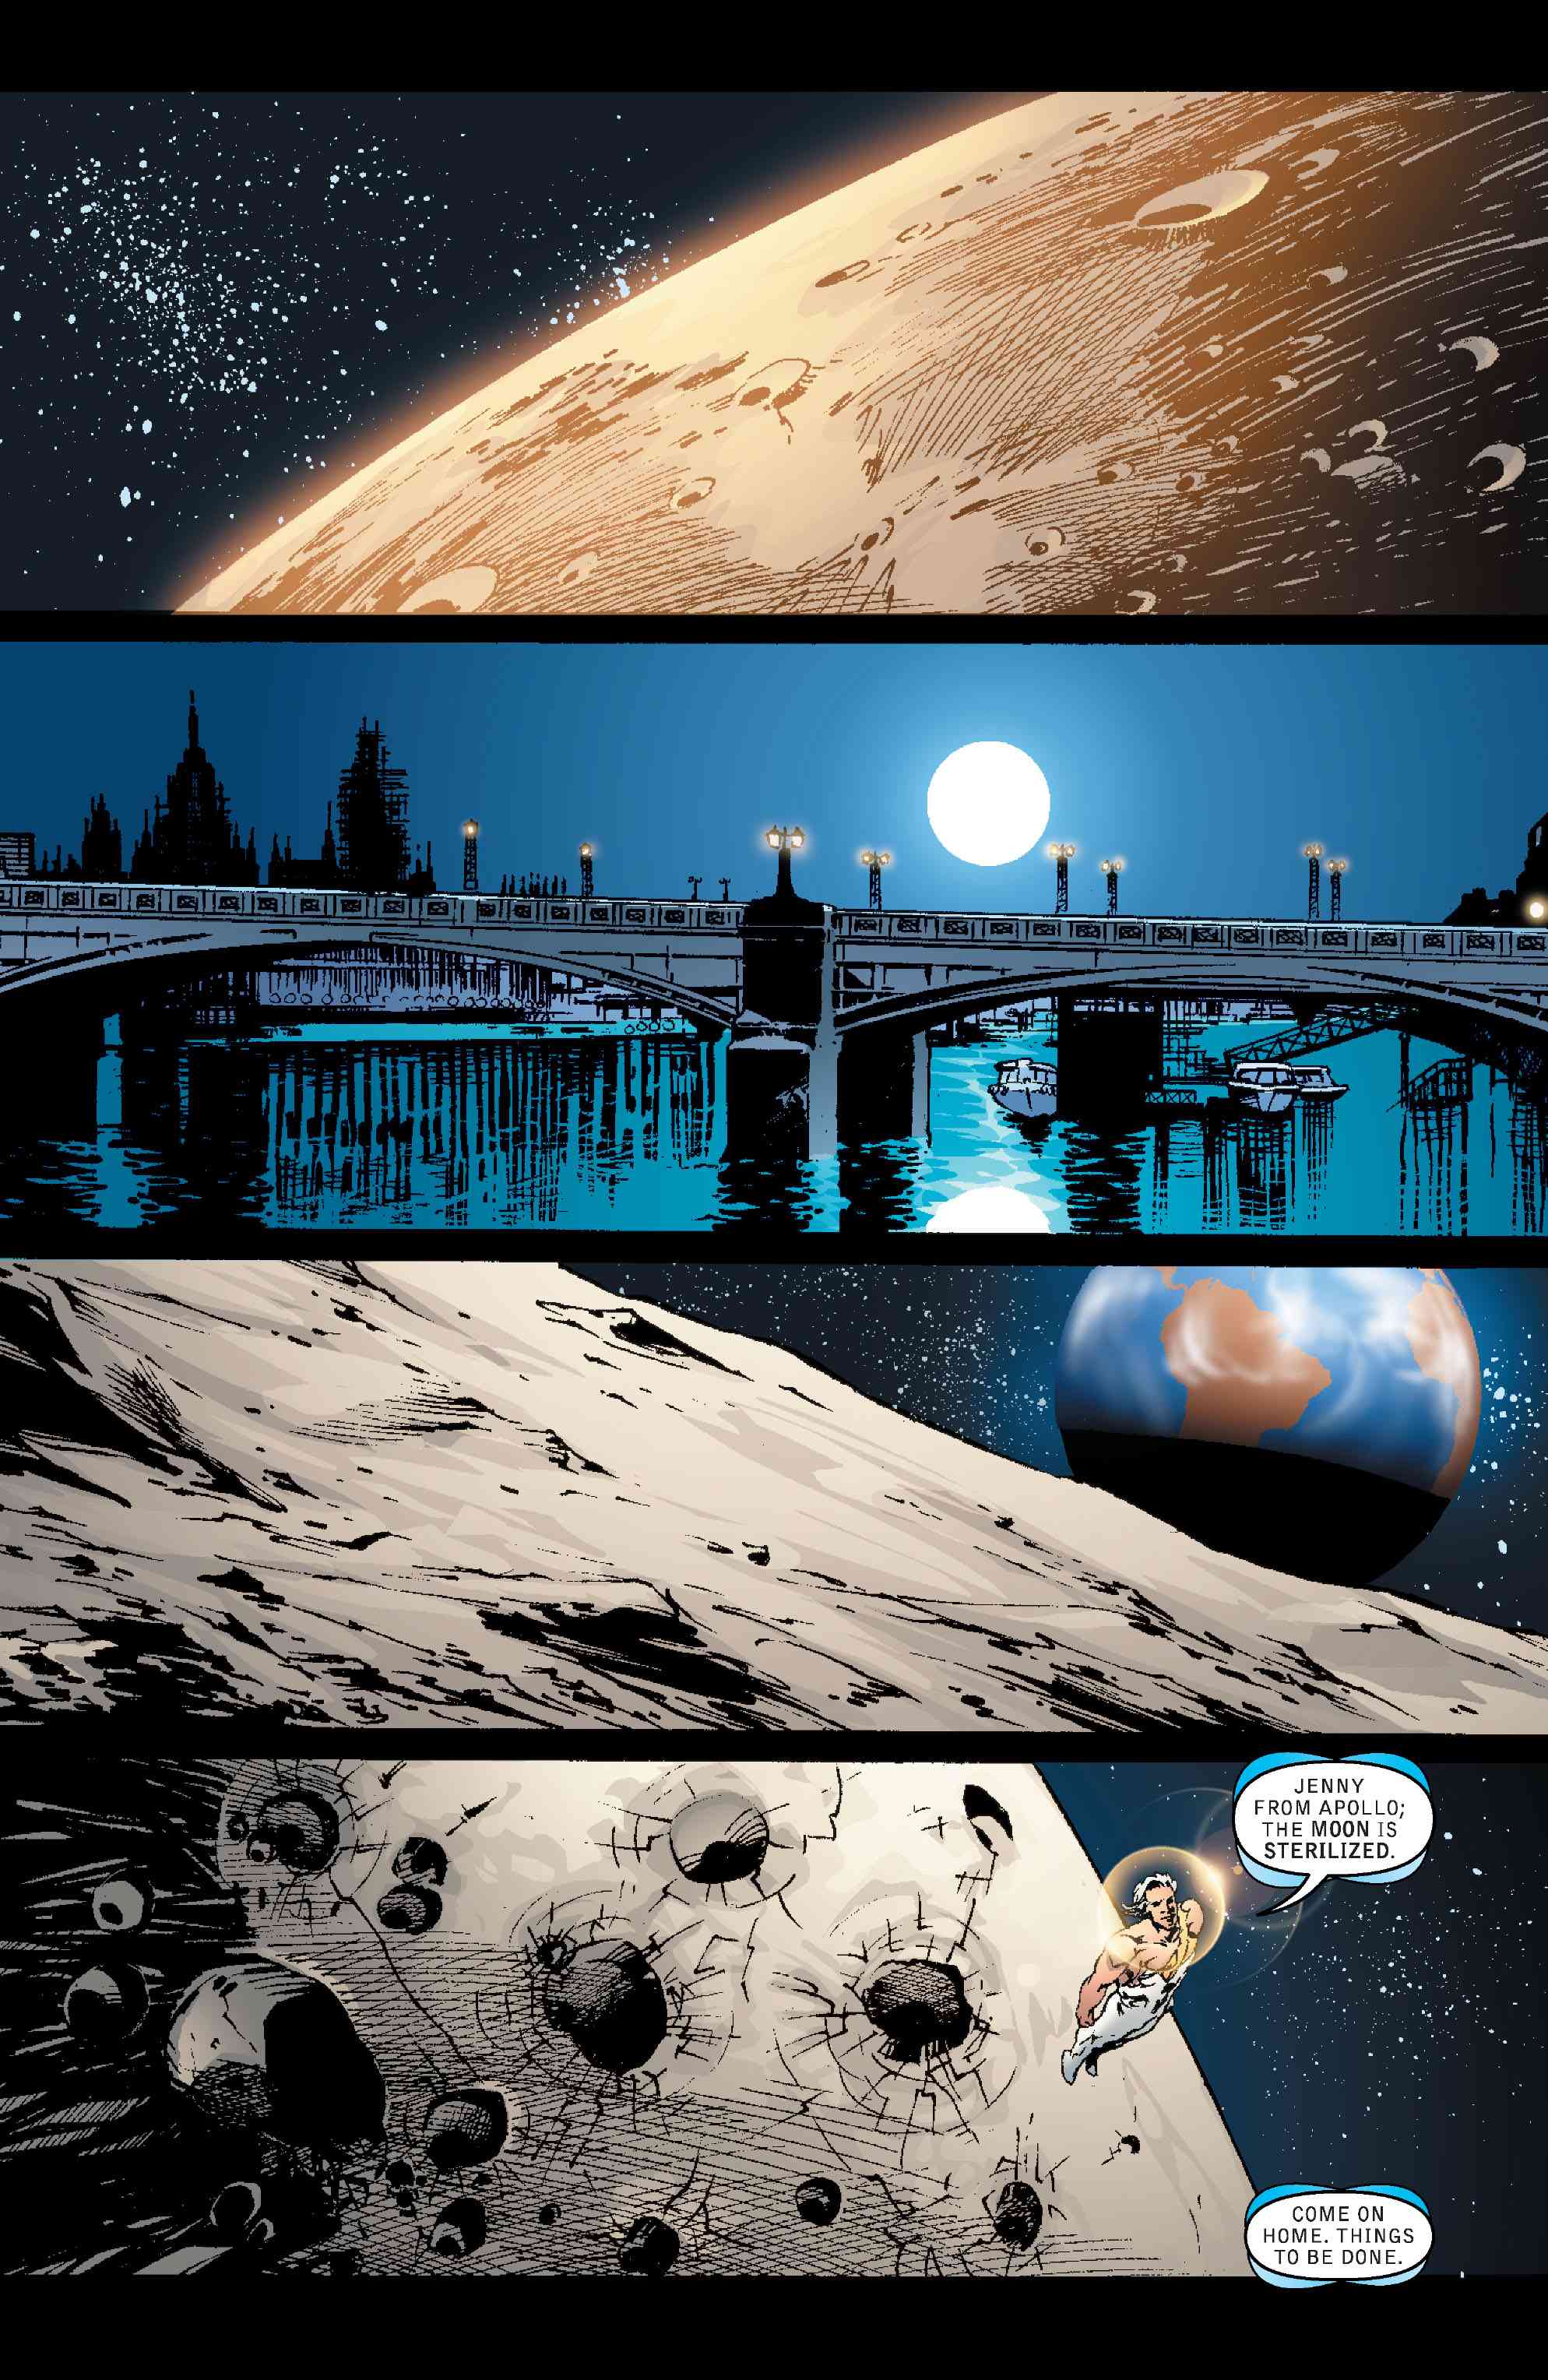 JENNY
FROM APOLLO;
THE MOON IS
STERILIZED.
COME ON
HOME. THINGS
TO BE DONE.